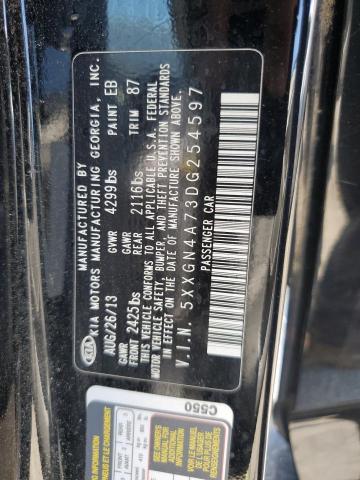 MANUFACTURED BY
KIA KIA MOTORS MANUFACTURING GEORGIA, INC.
AUG/26/13 GVWR 4299lbs PAINT EB
GAWR FRONT 2425lbs GAWR REAR 2116lbs TRIM 87
THIS VEHICLE CONFORMS TO ALL APPLICABLE U.S.A. FEDERAL
MOTOR VEHICLE SAFETY, BUMPER, AND THEFT PREVENTION STANDARDS
IN EFFECT ON THE DATE OF MANUFACTURE SHOWN ABOVE.
V.I.N. 5XXGN4A73DG254597
PASSENGER CAR
C550